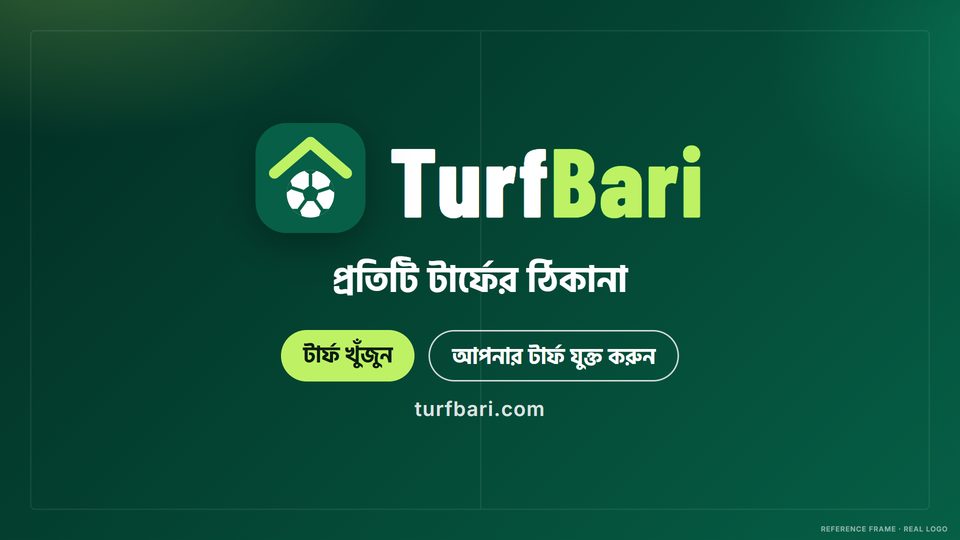 TurfBari
প্রতিটি টার্ফের ঠিকানা
টার্ফ খুঁজুন
আপনার টার্ফ যুক্ত করুন
turfbari.com
REFERENCE FRAME · REAL LOGO